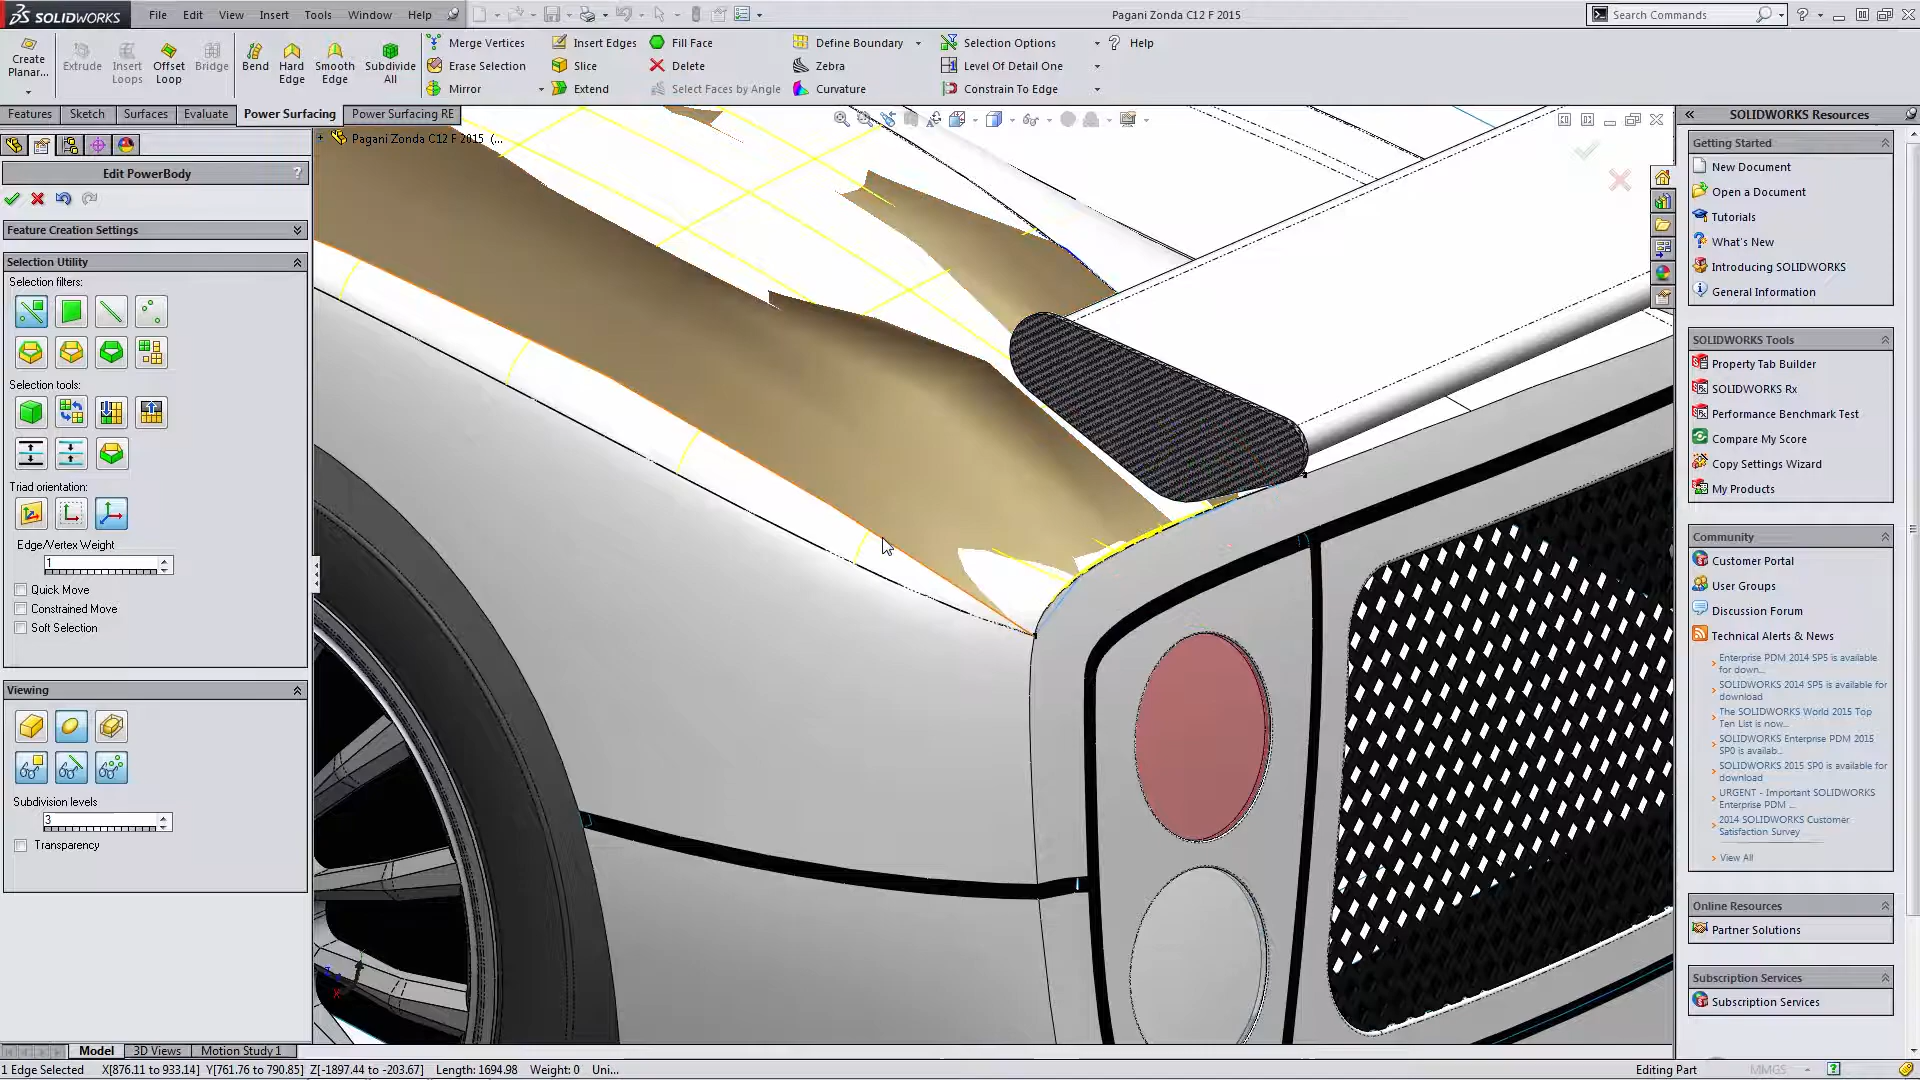 SOLIDWORKS File Edit View Insert Tools Window Help Pagani Zonda C12 F 2015 Search Commands
Create Planar... Extrude Insert Loops Offset Loop Bridge Bend Hard Edge Smooth Edge Subdivide All
Merge Vertices Insert Edges Fill Face Define Boundary Selection Options Help
Erase Selection Slice Delete Zebra Level Of Detail One
Mirror Extend Select Faces by Angle Curvature Constrain To Edge
Features Sketch Surfaces Evaluate Power Surfacing Power Surfacing RE
Pagani Zonda C12 F 2015 (...
Edit PowerBody ?
Feature Creation Settings
Selection Utility
Selection filters:
Selection tools:
Triad orientation:
Edge/Vertex Weight
1
Quick Move
Constrained Move
Soft Selection
Viewing
Subdivision levels
3
Transparency
SOLIDWORKS Resources
Getting Started
New Document
Open a Document
Tutorials
What's New
Introducing SOLIDWORKS
General Information
SOLIDWORKS Tools
Property Tab Builder
SOLIDWORKS Rx
Performance Benchmark Test
Compare My Score
Copy Settings Wizard
My Products
Community
Customer Portal
User Groups
Discussion Forum
Technical Alerts & News
Enterprise PDM 2014 SP5 is available
for down...
SOLIDWORKS 2014 SP5 is available for
download
The SOLIDWORKS World 2015 Top
Ten List is now...
SOLIDWORKS Enterprise PDM 2015
SP0 is availab...
SOLIDWORKS 2015 SP0 is available for
download
URGENT - Important SOLIDWORKS
Enterprise PDM ...
2014 SOLIDWORKS Customer
Satisfaction Survey
View All
Online Resources
Partner Solutions
Subscription Services
Subscription Services
Model 3D Views Motion Study 1
1 Edge Selected X[876.11 to 933.14] Y[761.76 to 790.85] Z[-1897.44 to -203.67] Length: 1694.98 Weight: 0 Uni... Editing Part MMGS